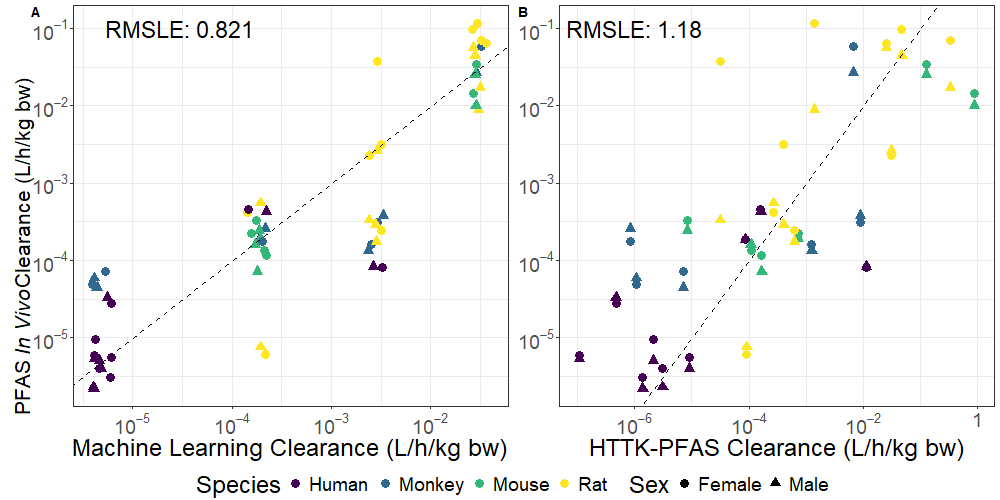 A
RMSLE: 0.821
B
RMSLE: 1.18
PFAS In VivoClearance (L/h/kg bw)
10⁻¹
10⁻²
10⁻³
10⁻⁴
10⁻⁵
10⁻¹
10⁻²
10⁻³
10⁻⁴
10⁻⁵
10⁻⁵ 10⁻⁴ 10⁻³ 10⁻²
10⁻⁶ 10⁻⁴ 10⁻² 1
Machine Learning Clearance (L/h/kg bw)
HTTK-PFAS Clearance (L/h/kg bw)
Species Human Monkey Mouse Rat Sex Female Male